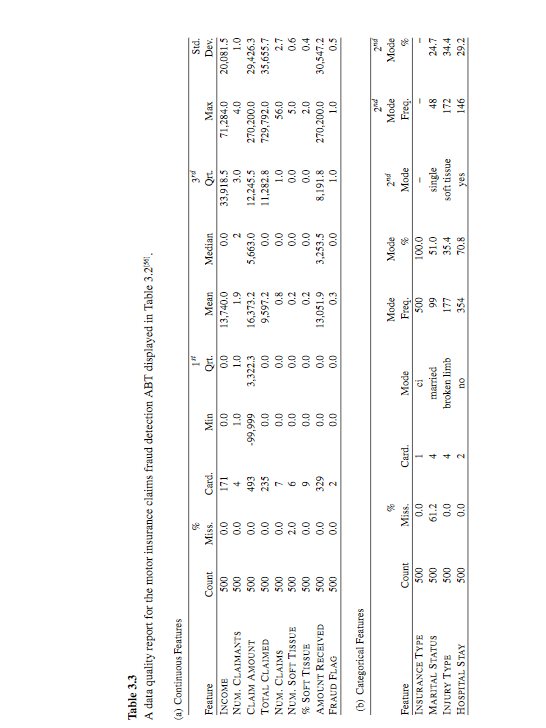 Table 3.3
A data quality report for the motor insurance claims fraud detection ABT displayed in Table 3.2[56].
(a) Continuous Features
% 1st 3rd Std.
Feature Count Miss. Card. Min Qrt. Mean Median Qrt. Max Dev.
INCOME 500 0.0 171 0.0 0.0 13,740.0 0.0 33,918.5 71,284.0 20,081.5
NUM. CLAIMANTS 500 0.0 4 1.0 1.0 1.9 2 3.0 4.0 1.0
CLAIM AMOUNT 500 0.0 493 -99,999 3,322.3 16,373.2 5,663.0 12,245.5 270,200.0 29,426.3
TOTAL CLAIMED 500 0.0 235 0.0 0.0 9,597.2 0.0 11,282.8 729,792.0 35,655.7
NUM. CLAIMS 500 0.0 7 0.0 0.0 0.8 0.0 1.0 56.0 2.7
NUM. SOFT TISSUE 500 2.0 6 0.0 0.0 0.2 0.0 0.0 5.0 0.6
% SOFT TISSUE 500 0.0 9 0.0 0.0 0.2 0.0 0.0 2.0 0.4
AMOUNT RECEIVED 500 0.0 329 0.0 0.0 13,051.9 3,253.5 8,191.8 270,200.0 30,547.2
FRAUD FLAG 500 0.0 2 0.0 0.0 0.3 0.0 1.0 1.0 0.5
(b) Categorical Features
2nd 2nd
% Mode Mode 2nd Mode Mode
Feature Count Miss. Card. Mode Freq. % Mode Freq. %
INSURANCE TYPE 500 0.0 1 ci 500 100.0 – – –
MARITAL STATUS 500 61.2 4 married 99 51.0 single 48 24.7
INJURY TYPE 500 0.0 4 broken limb 177 35.4 soft tissue 172 34.4
HOSPITAL STAY 500 0.0 2 no 354 70.8 yes 146 29.2